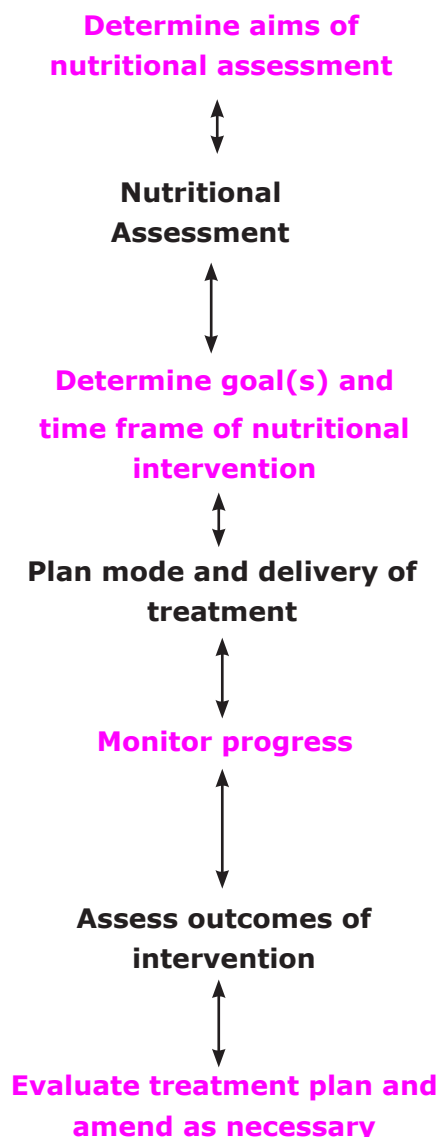 Determine aims of
nutritional assessment
Nutritional
Assessment
Determine goal(s) and
time frame of nutritional
intervention
Plan mode and delivery of
treatment
Monitor progress
Assess outcomes of
intervention
Evaluate treatment plan and
amend as necessary